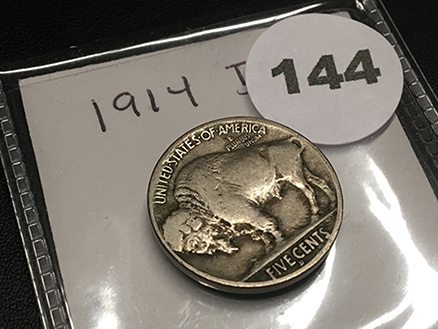 1914 D
144
UNITED STATES OF AMERICA
E
PLURIBUS
UNUM
FIVE CENTS
D